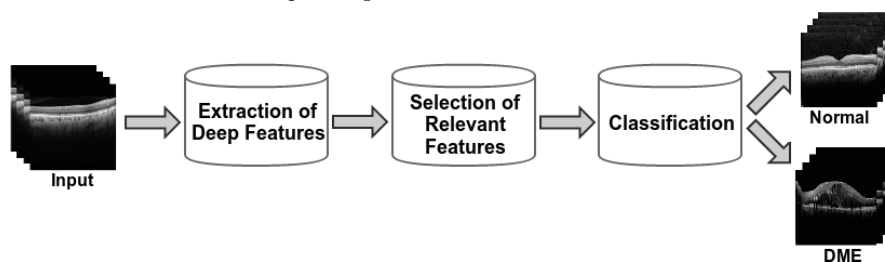 Input
Extraction of
Deep Features
Selection of
Relevant
Features
Classification
Normal
DME